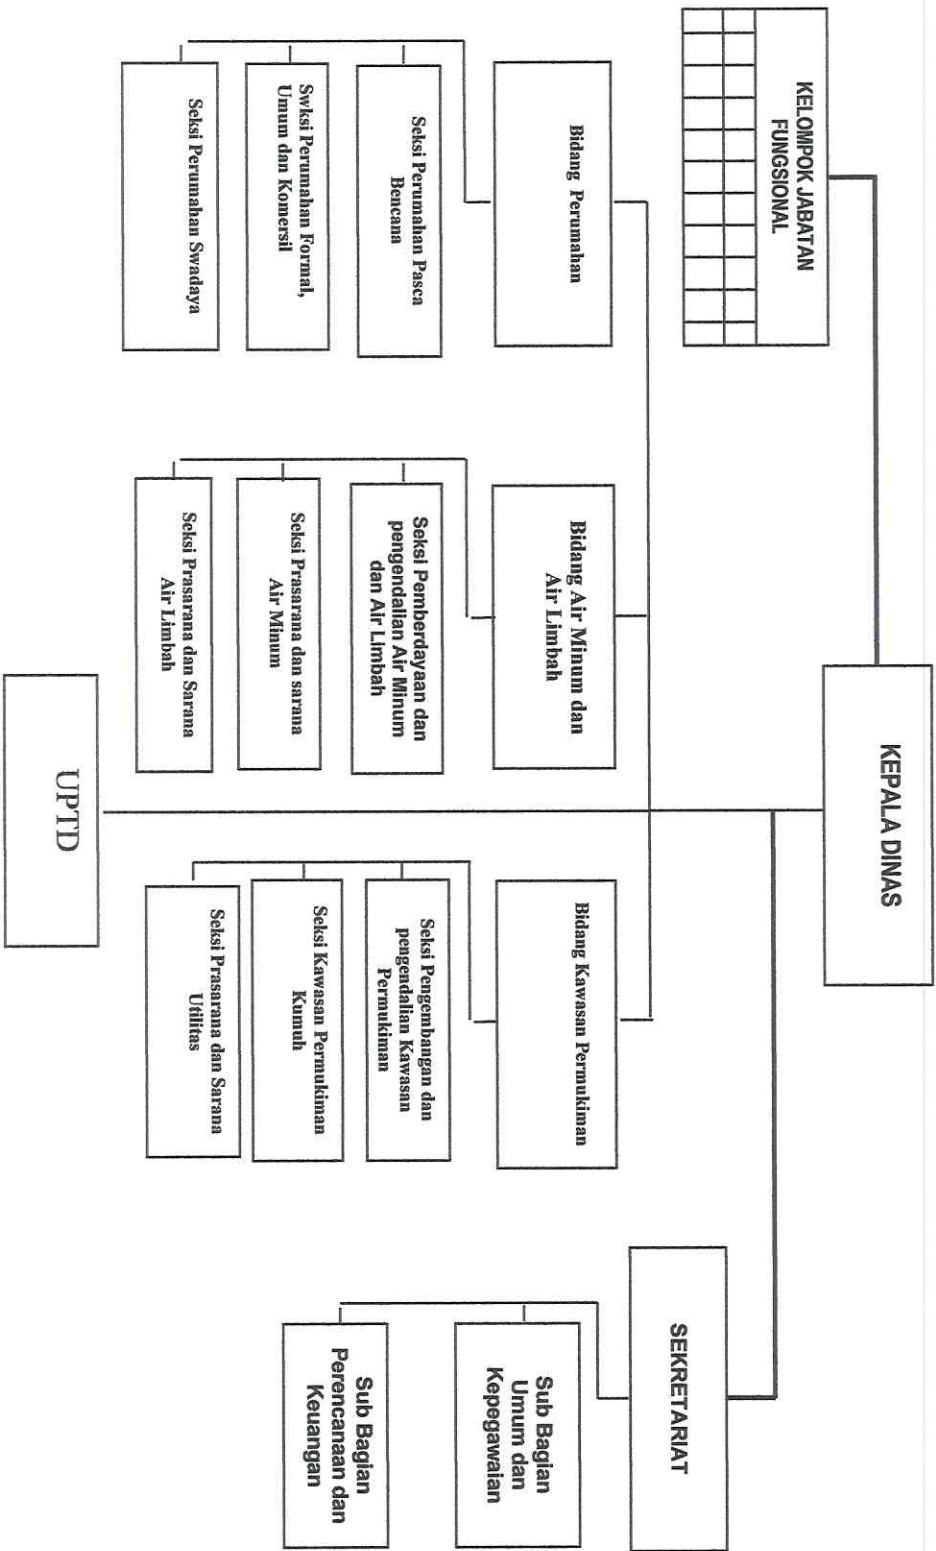 KEPALA DINAS
KELOMPOK JABATAN
FUNGSIONAL
SEKRETARIAT
Sub Bagian
Umum dan
Kepegawaian
Sub Bagian
Perencanaan dan
Keuangan
Bidang Perumahan
Seksi Perumahan Pasca
Bencana
Swksi Perumahan Formal,
Umum dan Komersil
Seksi Perumahan Swadaya
Bidang Air Minum dan
Air Limbah
Seksi Pemberdayaan dan
pengendalian Air Minum
dan Air Limbah
Seksi Prasarana dan sarana
Air Minum
Seksi Prasarana dan Sarana
Air Limbah
Bidang Kawasan Permukiman
Seksi Pengembangan dan
pengendalian Kawasan
Permukiman
Seksi Kawasan Permukiman
Kumuh
Seksi Prasarana dan Sarana
Utilitas
UPTD